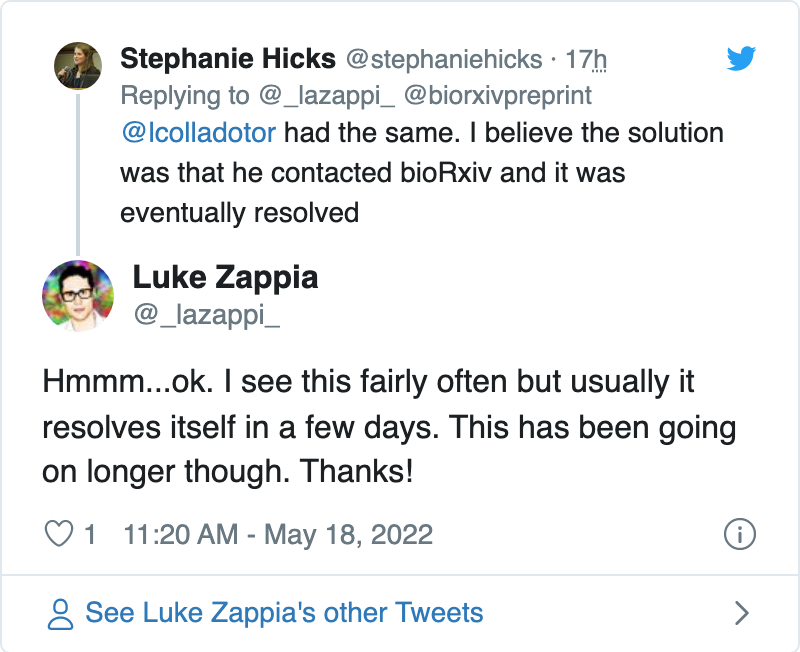 Stephanie Hicks @stephaniehicks · 17h
Replying to @_lazappi_ @biorxivpreprint
@lcolladotor had the same. I believe the solution
was that he contacted bioRxiv and it was
eventually resolved
Luke Zappia
@_lazappi_
Hmmm...ok. I see this fairly often but usually it
resolves itself in a few days. This has been going
on longer though. Thanks!
1 11:20 AM - May 18, 2022
See Luke Zappia's other Tweets